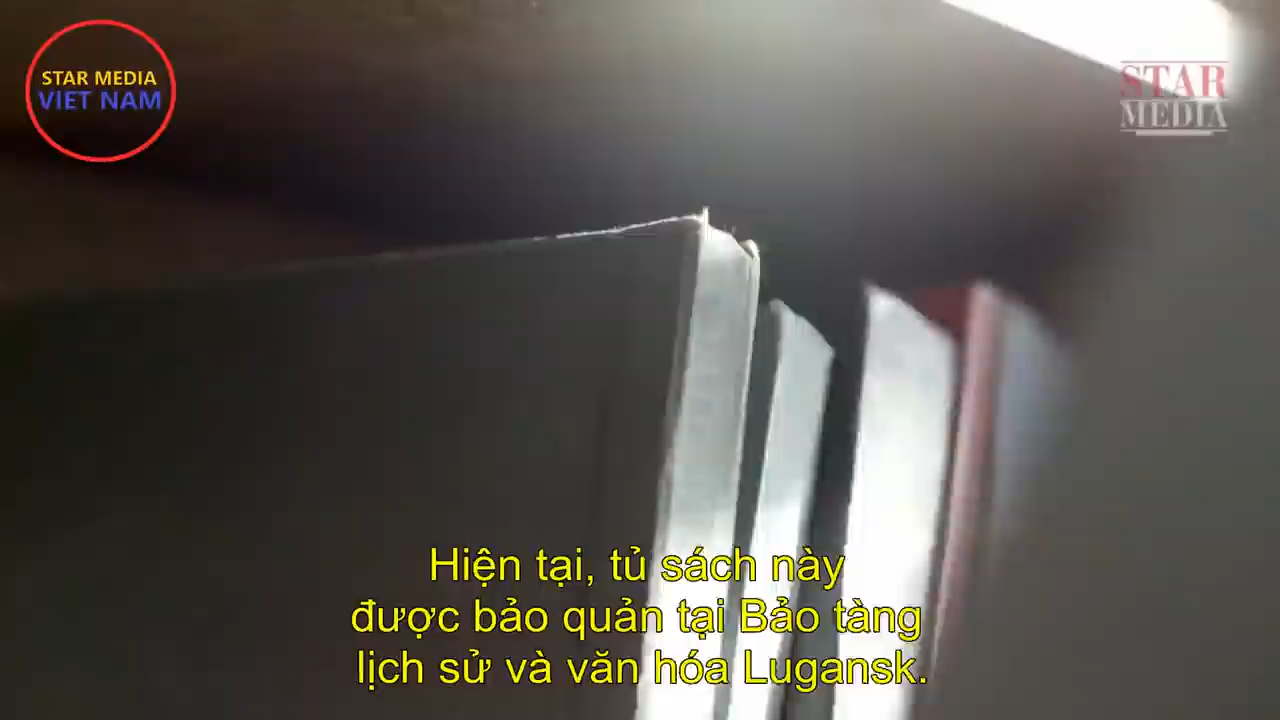 STAR MEDIA
VIET NAM
STAR
MEDIA
Hiện tại, tủ sách này
được bảo quản tại Bảo tàng
lịch sử và văn hóa Lugansk.